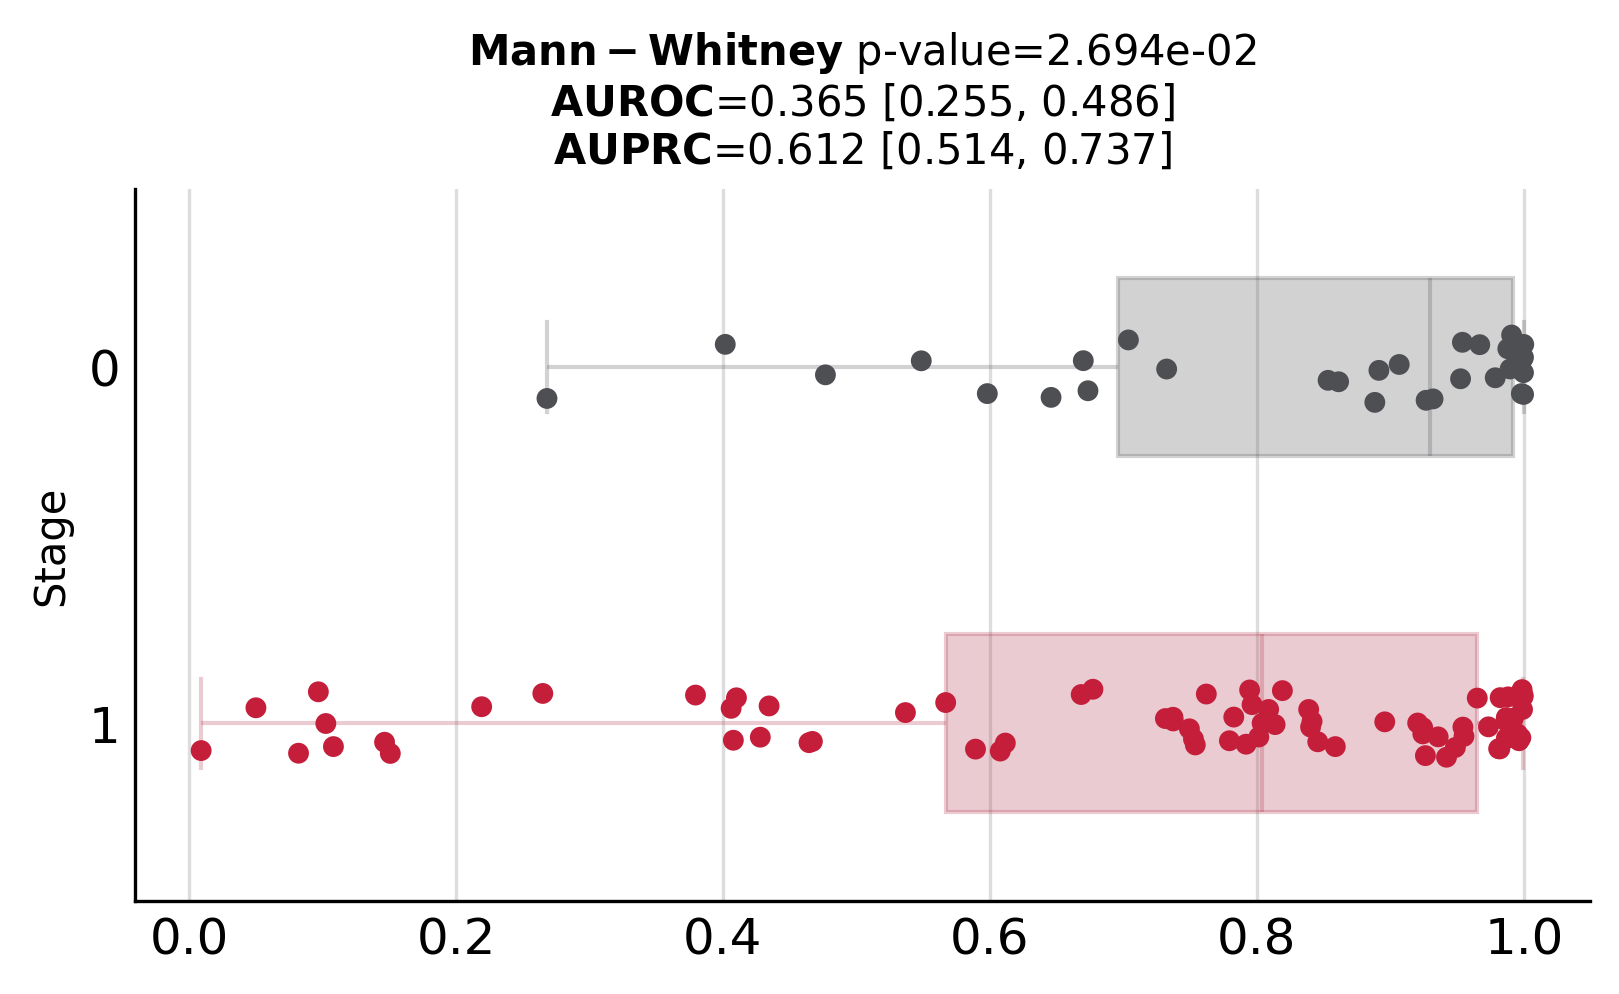 Mann − Whitney p-value=2.694e-02
AUROC=0.365 [0.255, 0.486]
AUPRC=0.612 [0.514, 0.737]
0
Stage
1
0.0 0.2 0.4 0.6 0.8 1.0